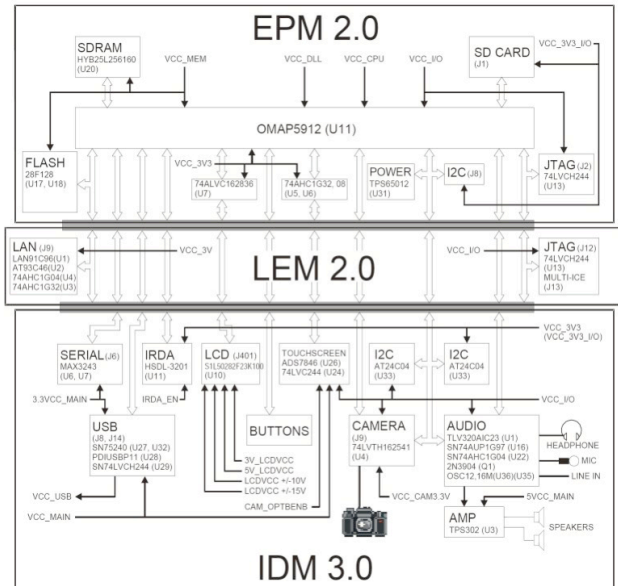 EPM 2.0
SDRAM
HYB25L256160
(U20)
VCC_MEM
VCC_DLL
VCC_CPU
VCC_I/O
SD CARD
(J1)
VCC_3V3_I/O
OMAP5912 (U11)
FLASH
28F128
(U17, U18)
VCC_3V3
74ALVC162836
(U7)
74AHC1G32, 08
(U5, U6)
POWER
TPS65012
(U31)
I2C (J8)
JTAG (J2)
74LVCH244
(U13)
LAN (J9)
LAN91C96(U1)
AT93C46(U2)
74AHC1G04(U4)
74AHC1G32(U3)
VCC_3V
LEM 2.0
VCC_I/O
JTAG (J12)
74LVCH244
(U13)
MULTI-ICE
(J13)
VCC_3V3
(VCC_3V3_I/O)
SERIAL (J6)
MAX3243
(U6, U7)
IRDA
HSDL-3201
(U11)
LCD (J401)
S1L50282F23K100
(U10)
TOUCHSCREEN
ADS7846 (U26)
74LVC244 (U24)
I2C
AT24C04
(U33)
I2C
AT24C04
(U33)
3.3VCC_MAIN
IRDA_EN
VCC_I/O
USB
(J8, J14)
SN75240 (U27, U32)
PDIUSBP11 (U28)
SN74LVCH244 (U29)
BUTTONS
CAMERA
(J9)
74LVTH162541
(U4)
AUDIO
TLV320AIC23 (U1)
SN74AUP1G97 (U16)
SN74AHC1G04 (U22)
2N3904 (Q1)
OSC12,16M(U36)(U35)
HEADPHONE
MIC
LINE IN
3V_LCDVCC
5V_LCDVCC
LCDVCC +/-10V
LCDVCC +/-15V
VCC_USB
VCC_MAIN
CAM_OPTBENB
VCC_CAM3.3V
5VCC_MAIN
AMP
TPS302 (U3)
SPEAKERS
IDM 3.0